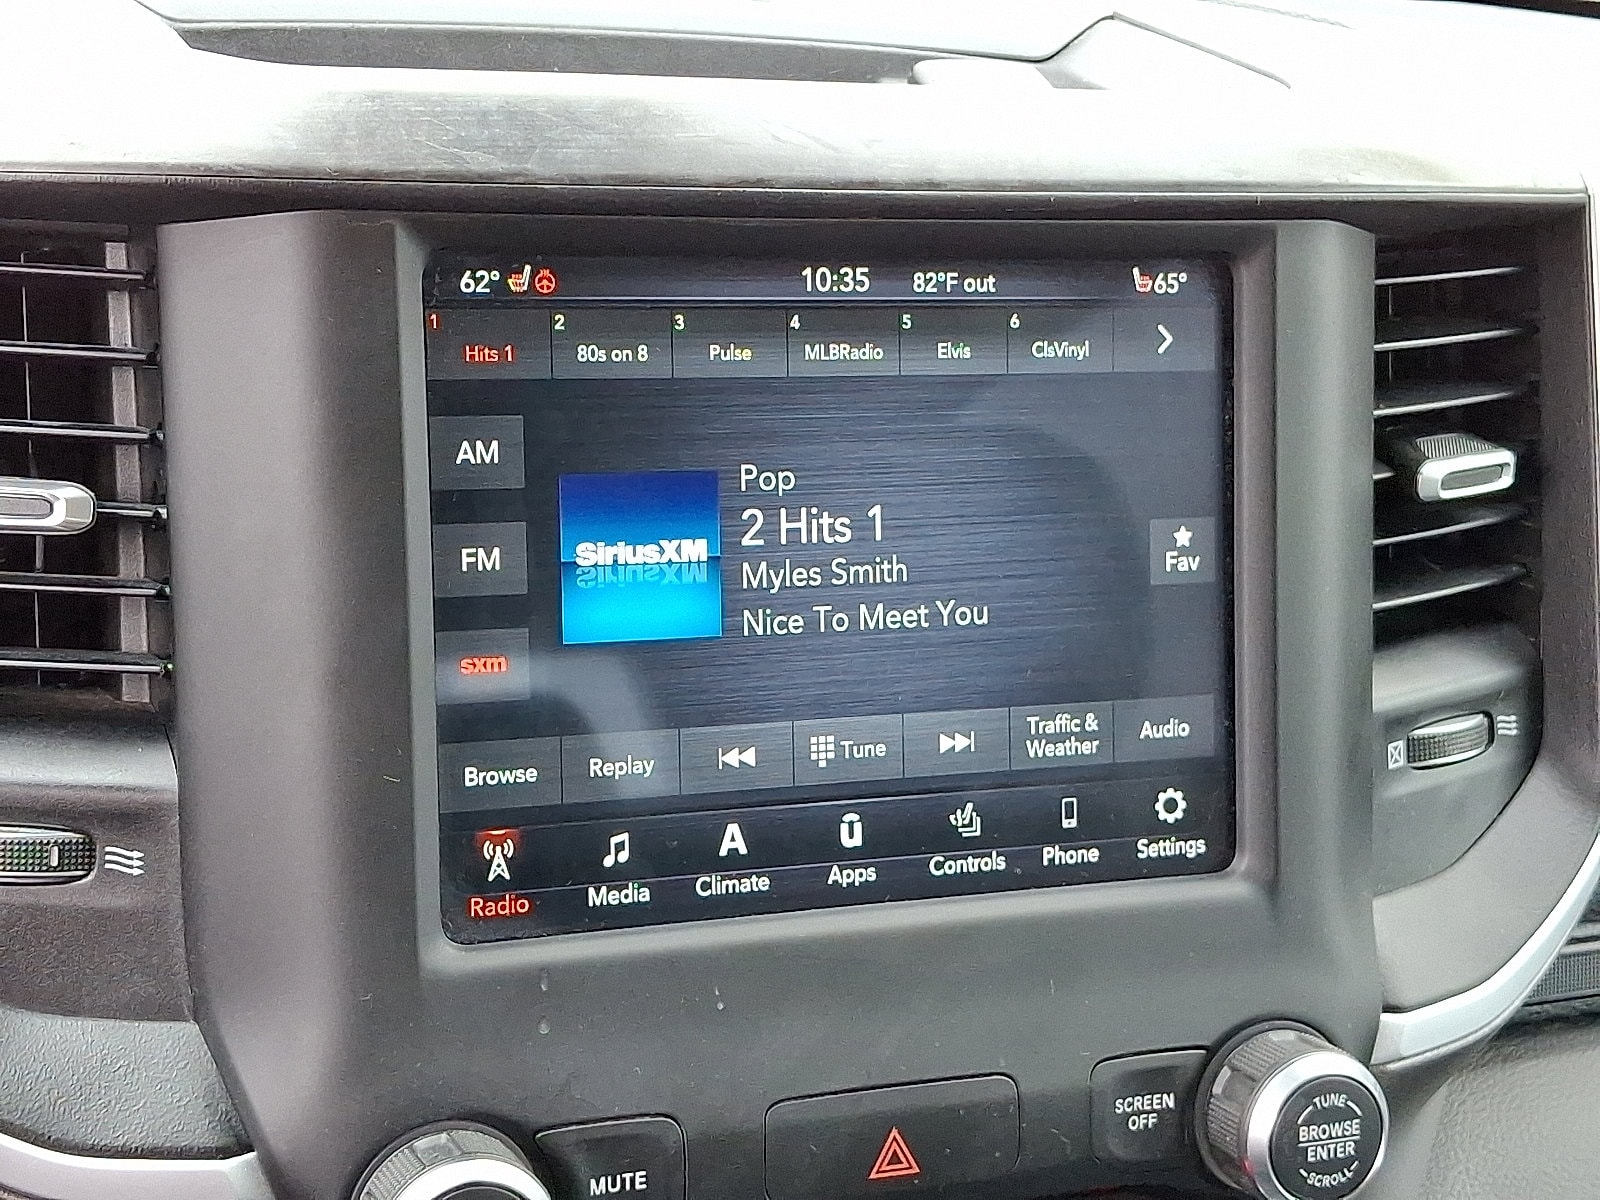 62° 10:35 82°F out 65°
1 2 3 4 5 6
Hits 1 80s on 8 Pulse MLBRadio Elvis ClsVinyl
AM
FM
sxm
SiriusXM
Pop
2 Hits 1
Myles Smith
Nice To Meet You
Fav
Browse Replay Tune Traffic & Weather Audio
Radio Media A Climate u Apps Controls Phone Settings
MUTE
SCREEN
OFF
TUNE
BROWSE
ENTER
SCROLL